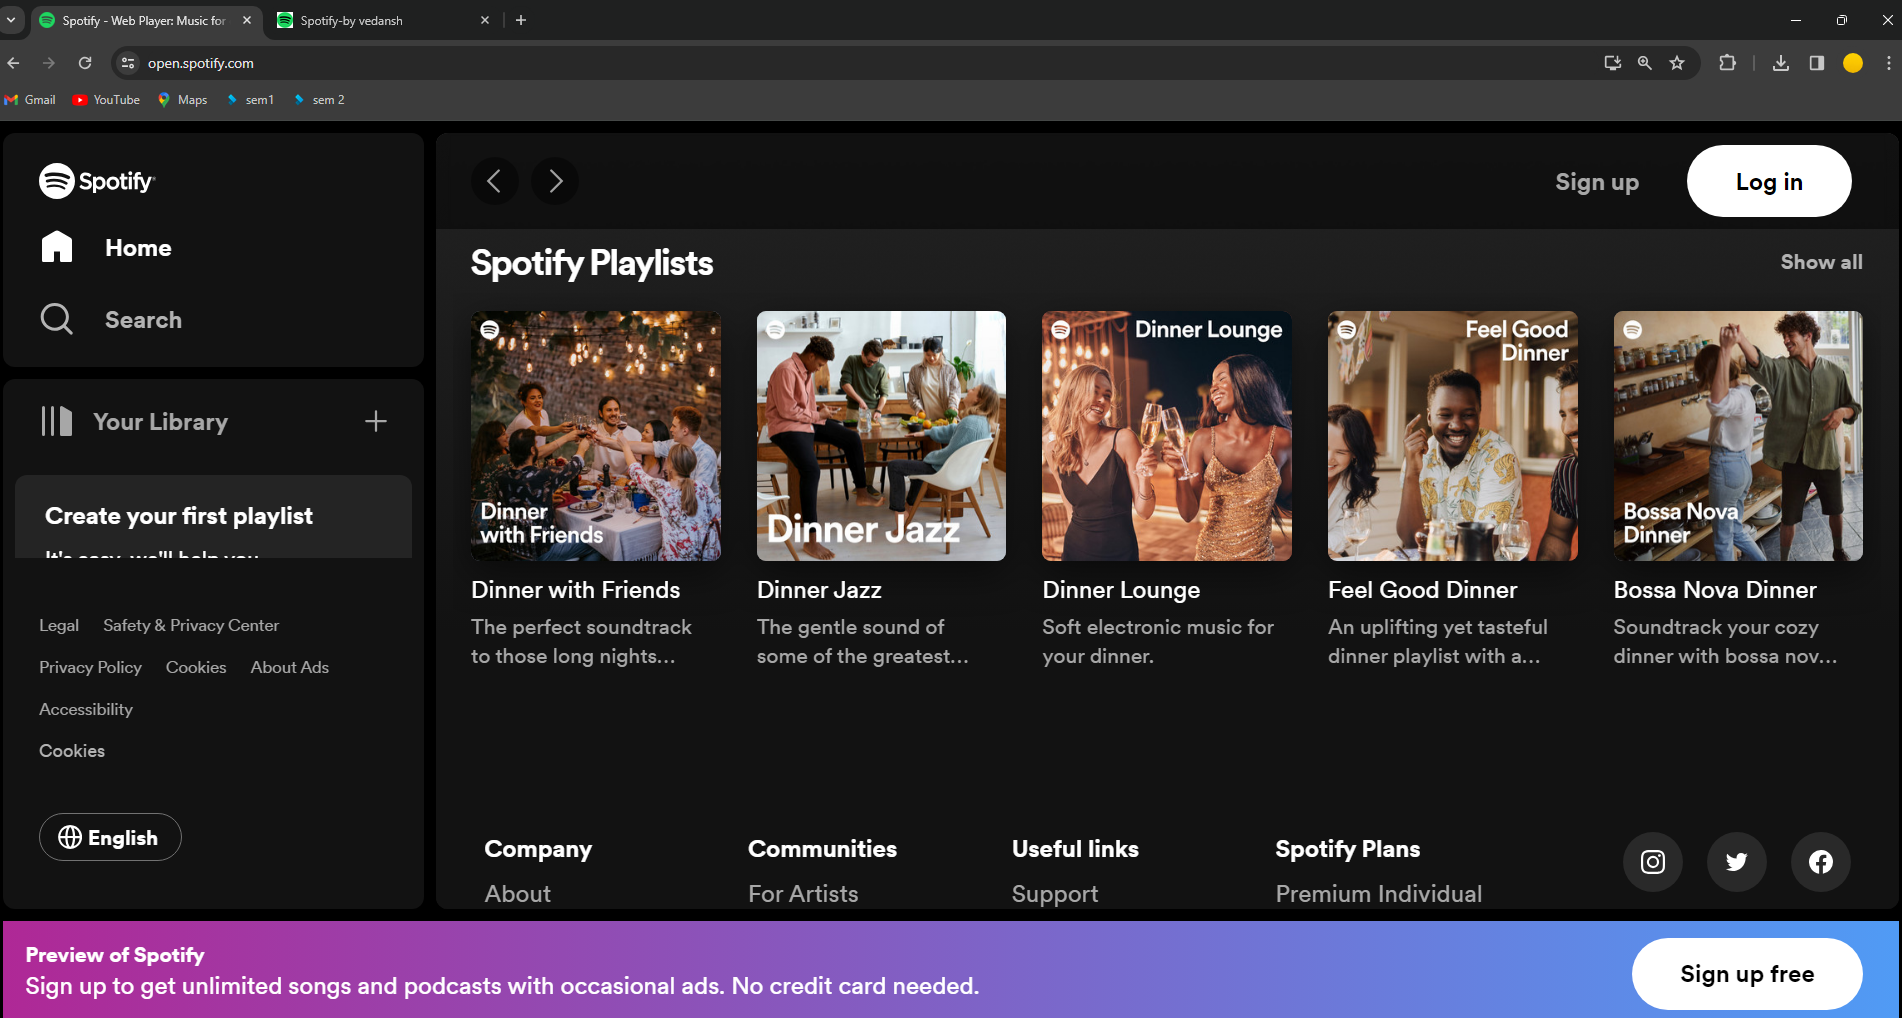 Spotify - Web Player: Music for
Spotify-by vedansh
open.spotify.com
Gmail
YouTube
Maps
sem1
sem 2
Spotify
Home
Search
Your Library
Create your first playlist
It's easy, we'll help you
Legal
Safety & Privacy Center
Privacy Policy
Cookies
About Ads
Accessibility
Cookies
English
Sign up
Log in
Spotify Playlists
Show all
Dinner
with Friends
Dinner with Friends
The perfect soundtrack
to those long nights...
Dinner Jazz
Dinner Jazz
The gentle sound of
some of the greatest...
Dinner Lounge
Dinner Lounge
Soft electronic music for
your dinner.
Feel Good
Dinner
Feel Good Dinner
An uplifting yet tasteful
dinner playlist with a...
Bossa Nova
Dinner
Bossa Nova Dinner
Soundtrack your cozy
dinner with bossa nov...
Company
About
Communities
For Artists
Useful links
Support
Spotify Plans
Premium Individual
Preview of Spotify
Sign up to get unlimited songs and podcasts with occasional ads. No credit card needed.
Sign up free